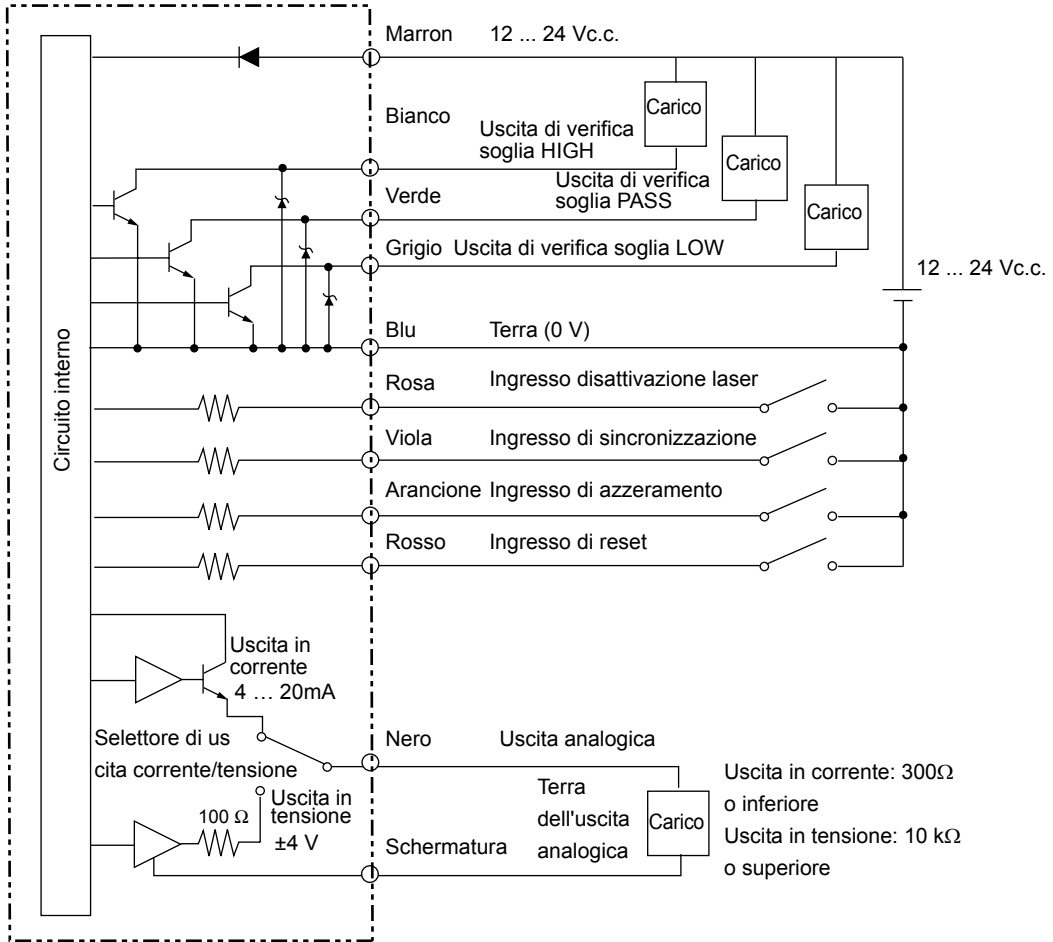 Marron 12 ... 24 Vc.c.
Bianco
Uscita di verifica
soglia HIGH
Carico
Verde
Uscita di verifica
soglia PASS
Carico
Grigio Uscita di verifica soglia LOW
Carico
12 ... 24 Vc.c.
Blu Terra (0 V)
Circuito interno
Rosa Ingresso disattivazione laser
Viola Ingresso di sincronizzazione
Arancione Ingresso di azzeramento
Rosso Ingresso di reset
Uscita in
corrente
4 … 20mA
Selettore di us
cita corrente/tensione
Nero Uscita analogica
Uscita in
tensione
±4 V
100 Ω
Schermatura
Terra
dell'uscita
analogica
Carico
Uscita in corrente: 300Ω
o inferiore
Uscita in tensione: 10 kΩ
o superiore